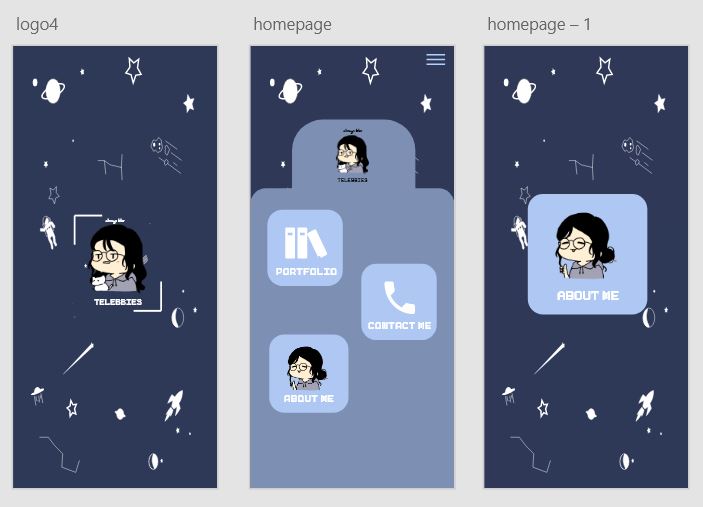 logo4
homepage
homepage – 1
TELEBBIES
TELEBBIES
PORTFOLIO
CONTACT ME
ABOUT ME
ABOUT ME